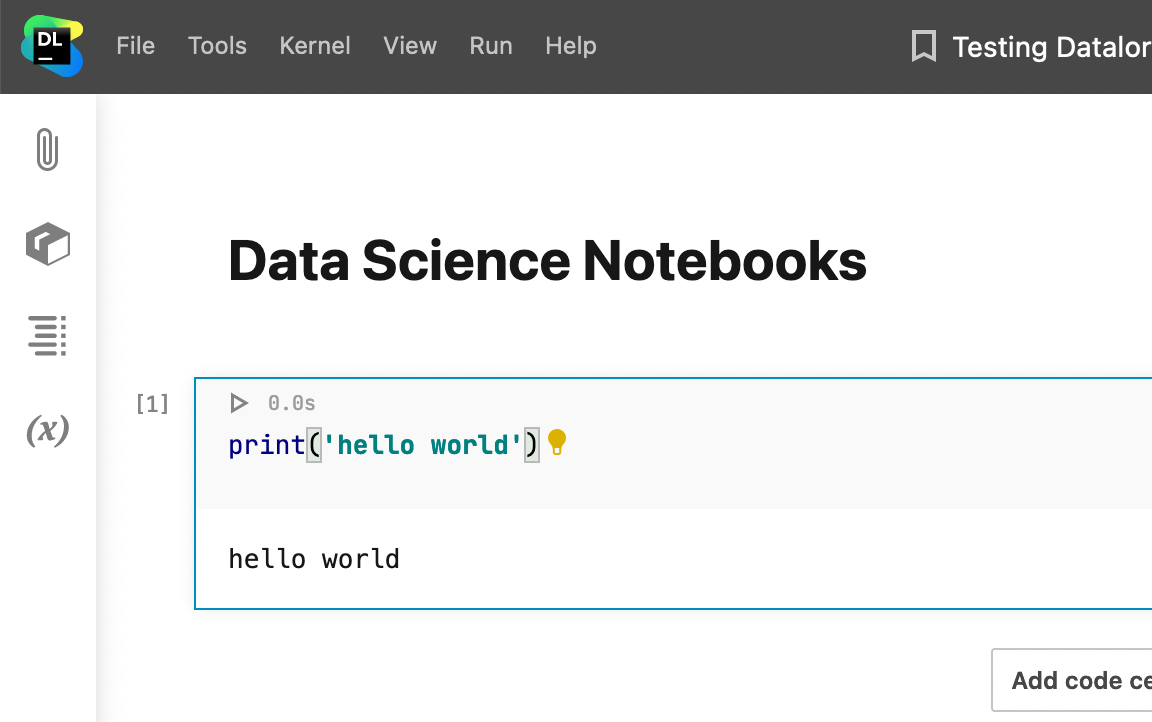 DL
File Tools Kernel View Run Help
Testing Datalor
Data Science Notebooks
[1]
0.0s
print('hello world')
hello world
(x)
Add code ce